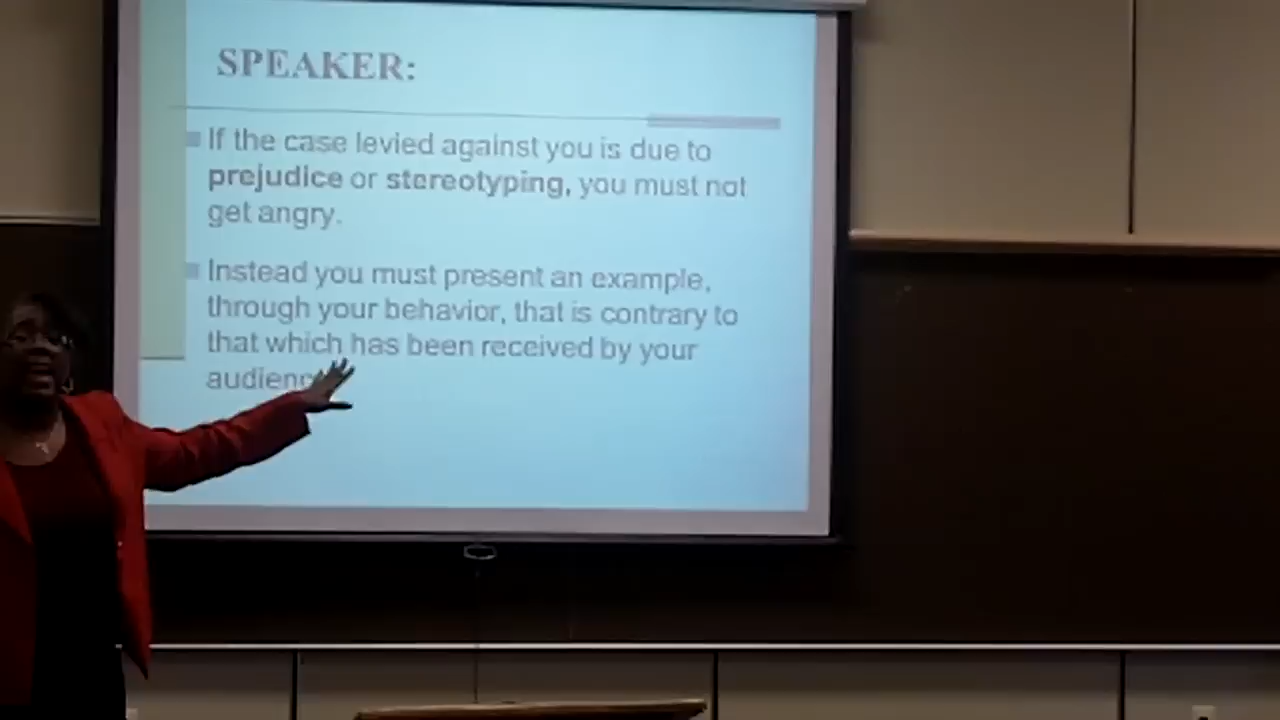 SPEAKER:
If the case levied against you is due to
prejudice or stereotyping, you must not
get angry.
Instead you must present an example,
through your behavior, that is contrary to
that which has been received by your